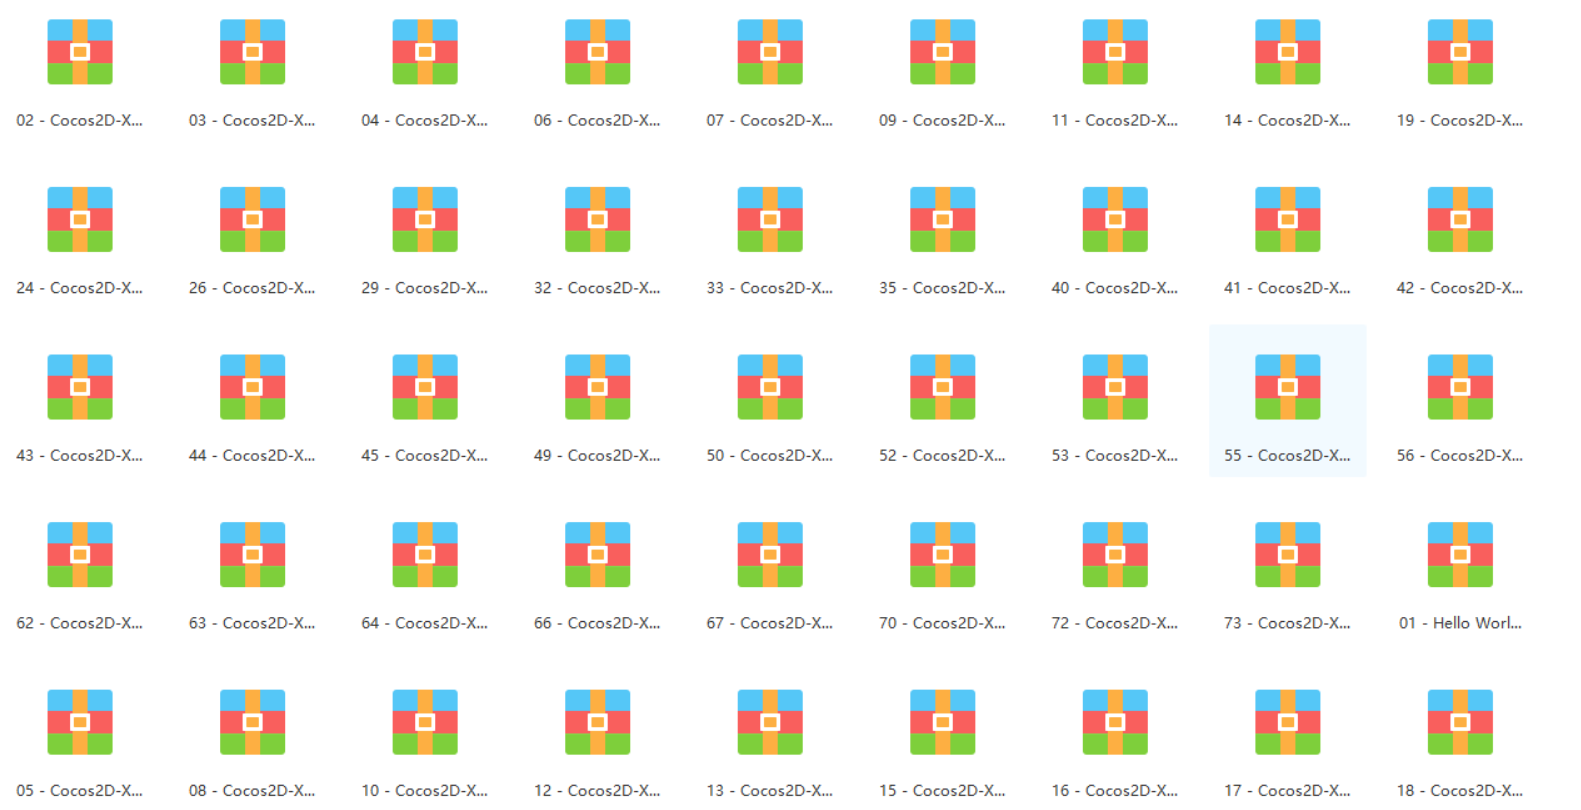 02 - Cocos2D-X...
03 - Cocos2D-X...
04 - Cocos2D-X...
06 - Cocos2D-X...
07 - Cocos2D-X...
09 - Cocos2D-X...
11 - Cocos2D-X...
14 - Cocos2D-X...
19 - Cocos2D-X...
24 - Cocos2D-X...
26 - Cocos2D-X...
29 - Cocos2D-X...
32 - Cocos2D-X...
33 - Cocos2D-X...
35 - Cocos2D-X...
40 - Cocos2D-X...
41 - Cocos2D-X...
42 - Cocos2D-X...
43 - Cocos2D-X...
44 - Cocos2D-X...
45 - Cocos2D-X...
49 - Cocos2D-X...
50 - Cocos2D-X...
52 - Cocos2D-X...
53 - Cocos2D-X...
55 - Cocos2D-X...
56 - Cocos2D-X...
62 - Cocos2D-X...
63 - Cocos2D-X...
64 - Cocos2D-X...
66 - Cocos2D-X...
67 - Cocos2D-X...
70 - Cocos2D-X...
72 - Cocos2D-X...
73 - Cocos2D-X...
01 - Hello Worl...
05 - Cocos2D-X...
08 - Cocos2D-X...
10 - Cocos2D-X...
12 - Cocos2D-X...
13 - Cocos2D-X...
15 - Cocos2D-X...
16 - Cocos2D-X...
17 - Cocos2D-X...
18 - Cocos2D-X...